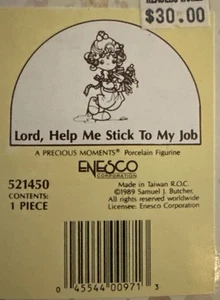 $30.00
Lord, Help Me Stick To My Job
A PRECIOUS MOMENTS® Porcelain Figurine
ENESCO
CORPORATION
521450
CONTENTS:
1 PIECE
Made in Taiwan R.O.C.
©1989 Samuel J. Butcher,
All rights reserved worldwide
Licensee: Enesco Corporation
0 45544 00971 3